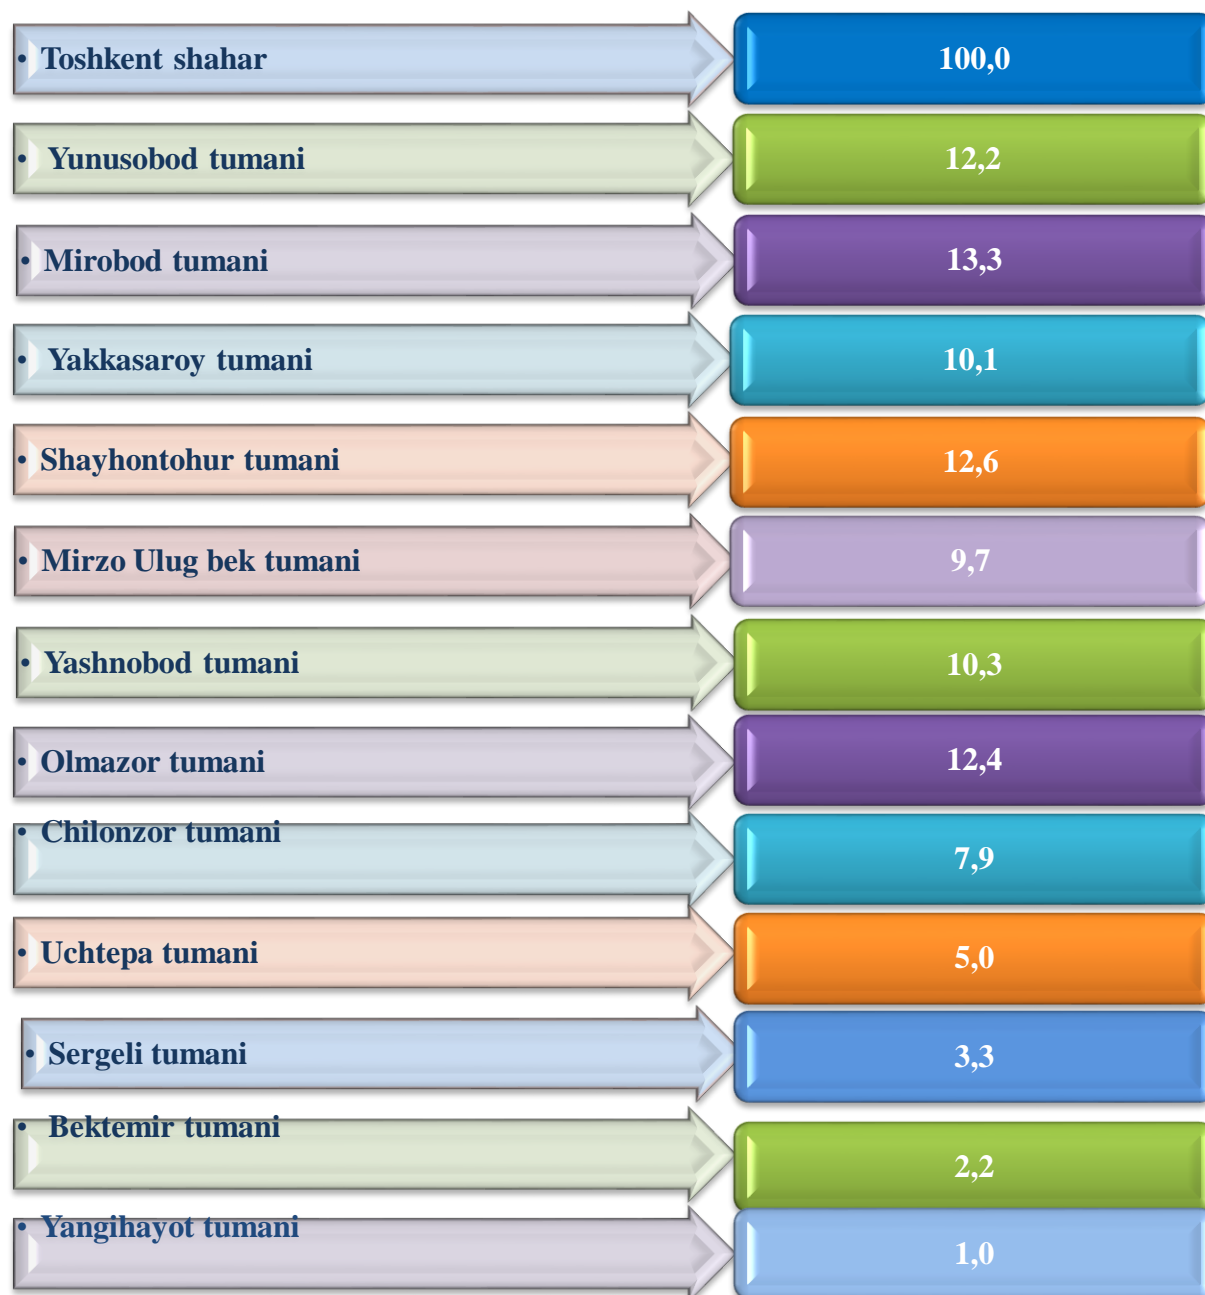 • Toshkent shahar 100,0
• Yunusobod tumani 12,2
• Mirobod tumani 13,3
• Yakkasaroy tumani 10,1
• Shayhontohur tumani 12,6
• Mirzo Ulug bek tumani 9,7
• Yashnobod tumani 10,3
• Olmazor tumani 12,4
• Chilonzor tumani 7,9
• Uchtepa tumani 5,0
• Sergeli tumani 3,3
• Bektemir tumani 2,2
• Yangihayot tumani 1,0